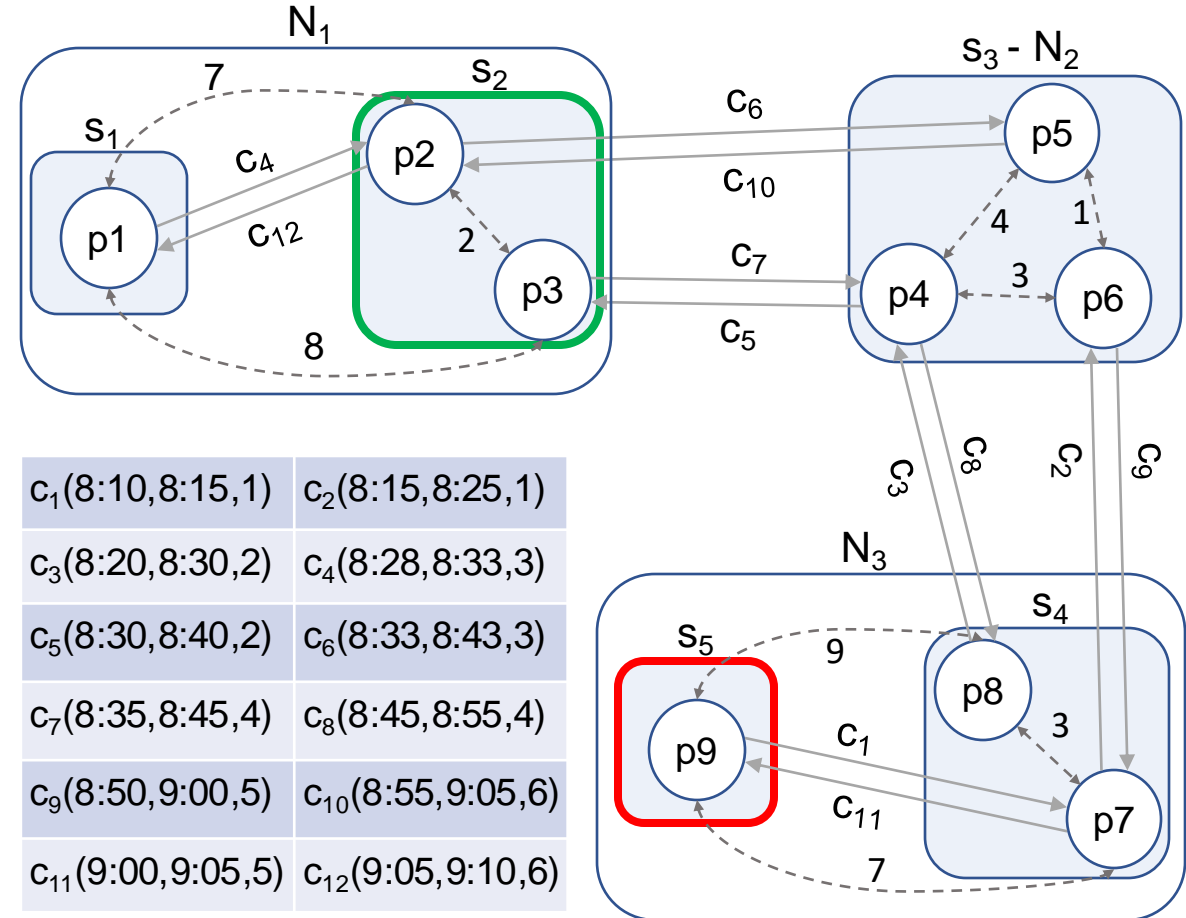 N₁
s₃ - N₂
7
s₂
s₁
c₆
p5
c₄
p2
c₁₀
c₁₂
p1
4
1
2
c₇
3
p3
p4
p6
c₅
8
c₃
c₈
c₂
c₉
c₁(8:10,8:15,1) c₂(8:15,8:25,1)
c₃(8:20,8:30,2) c₄(8:28,8:33,3)
c₅(8:30,8:40,2) c₆(8:33,8:43,3)
c₇(8:35,8:45,4) c₈(8:45,8:55,4)
c₉(8:50,9:00,5) c₁₀(8:55,9:05,6)
c₁₁(9:00,9:05,5) c₁₂(9:05,9:10,6)
N₃
s₄
s₅
9
p8
3
c₁
p9
c₁₁
p7
7